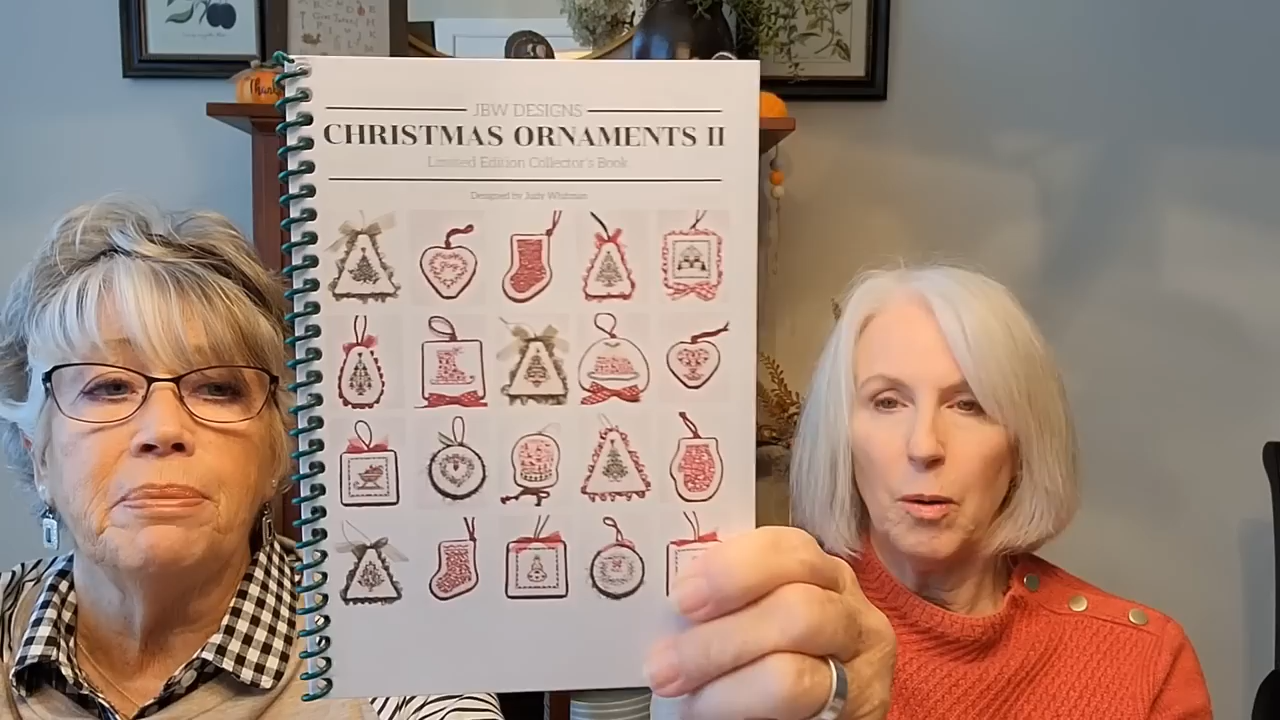 JBW DESIGNS
CHRISTMAS ORNAMENTS II
Limited Edition Collector's Book
Designed by Judy Whitman